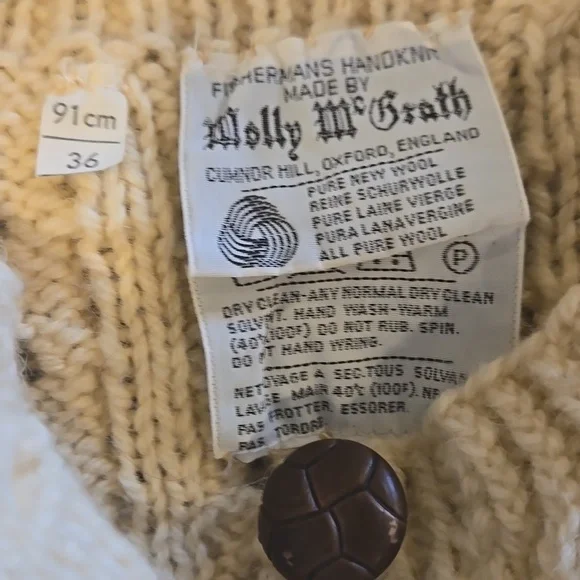 91cm
36
FISHERMANS HANDKNIT
MADE BY
Molly McGrath
CUMNOR HILL, OXFORD, ENGLAND
PURE NEW WOOL
REINE SCHURWOLLE
PURE LAINE VIERGE
PURA LANAVERGINE
ALL PURE WOOL
P
DRY CLEAN-ANY NORMAL DRY CLEAN
SOLVENT. HAND WASH-WARM
(40°c(100F) DO NOT RUB. SPIN.
DO NOT HAND WRING.
NETTOYAGE A SEC.TOUS SOLVAN
LAVAGE MAIN 40°c (100F). NE
PAS FROTTER, ESSORER.
PAS TORDRE